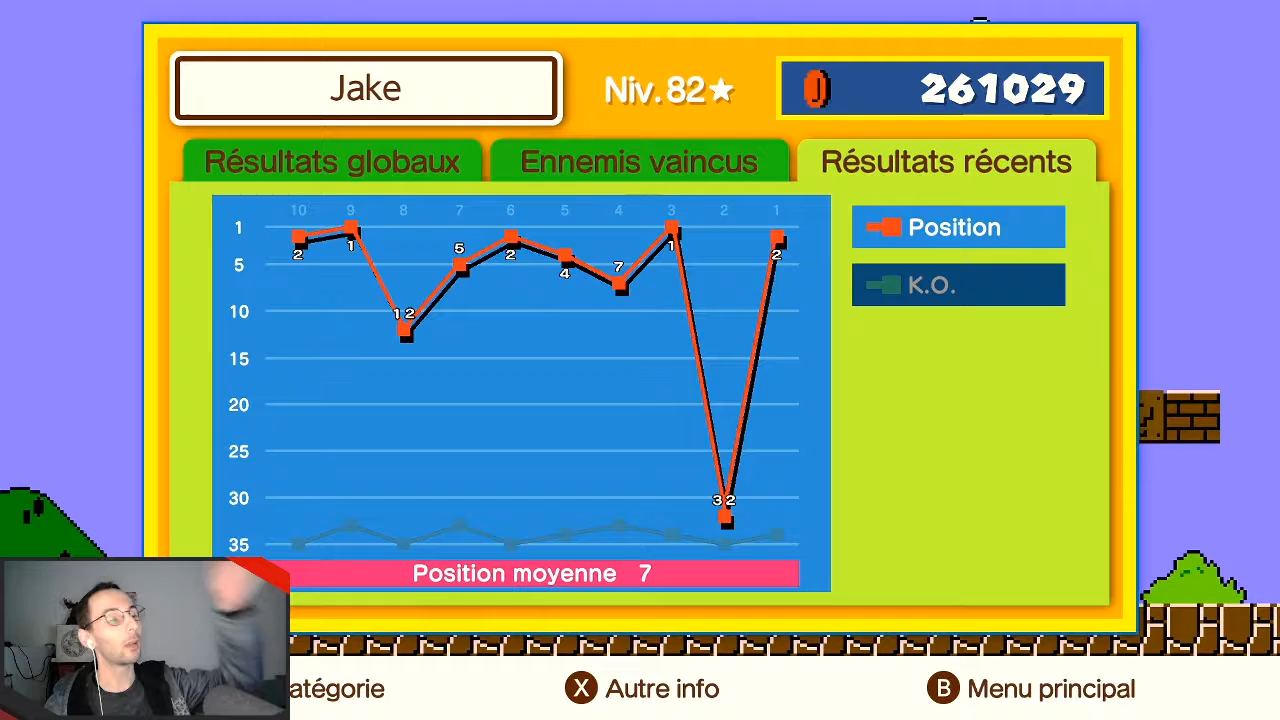 Jake
Niv.82★
261029
Résultats globaux
Ennemis vaincus
Résultats récents
10 9 8 7 6 5 4 3 2 1
1
5
10
15
20
25
30
35
2 1 12 5 2 4 7 1 32 2
Position
K.O.
Position moyenne 7
atégorie
X Autre info
B Menu principal